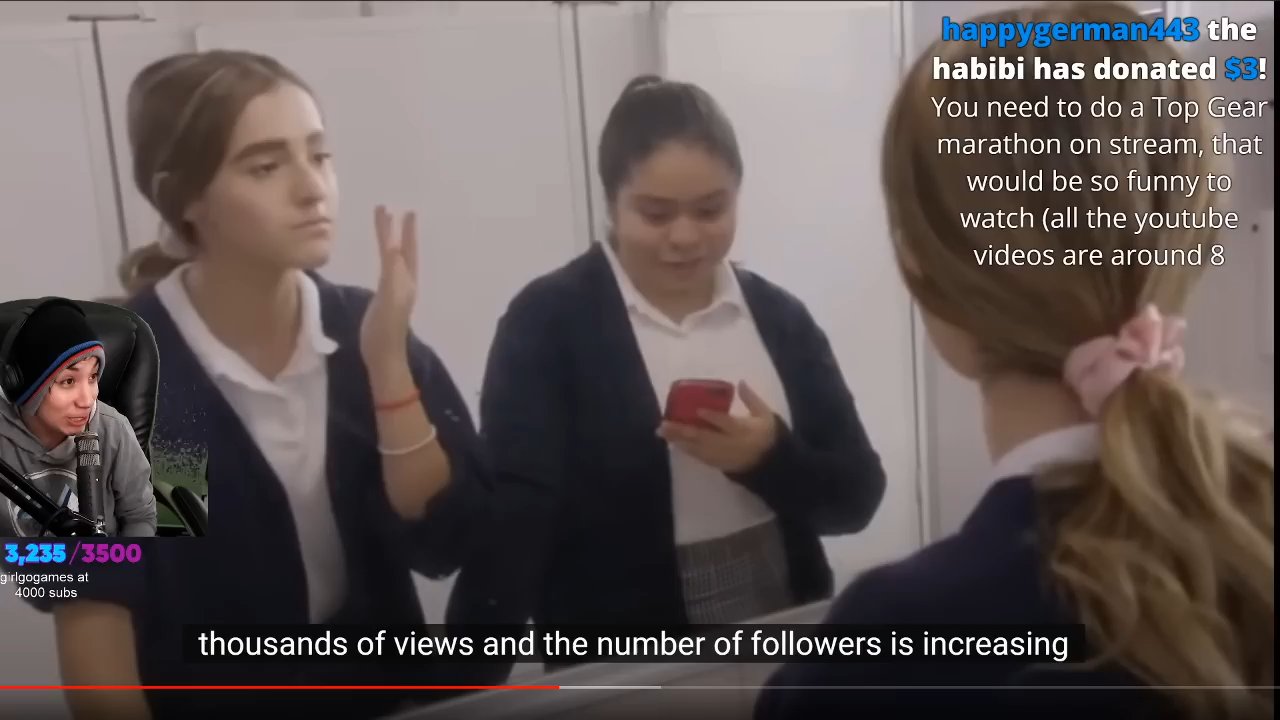 happygerman443 the
habibi has donated $3!
You need to do a Top Gear
marathon on stream, that
would be so funny to
watch (all the youtube
videos are around 8
3,235/3500
girlgogames at
4000 subs
thousands of views and the number of followers is increasing